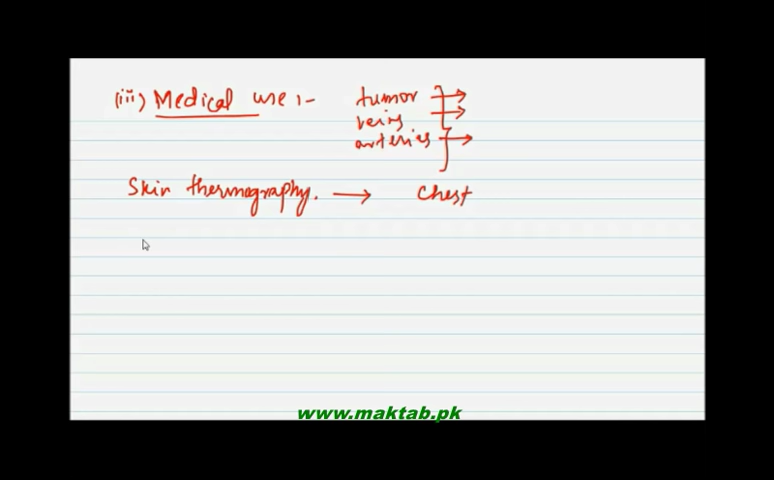 (iii) Medical use :- tumor
veins
arteries
Skin thermography. → chest
www.maktab.pk